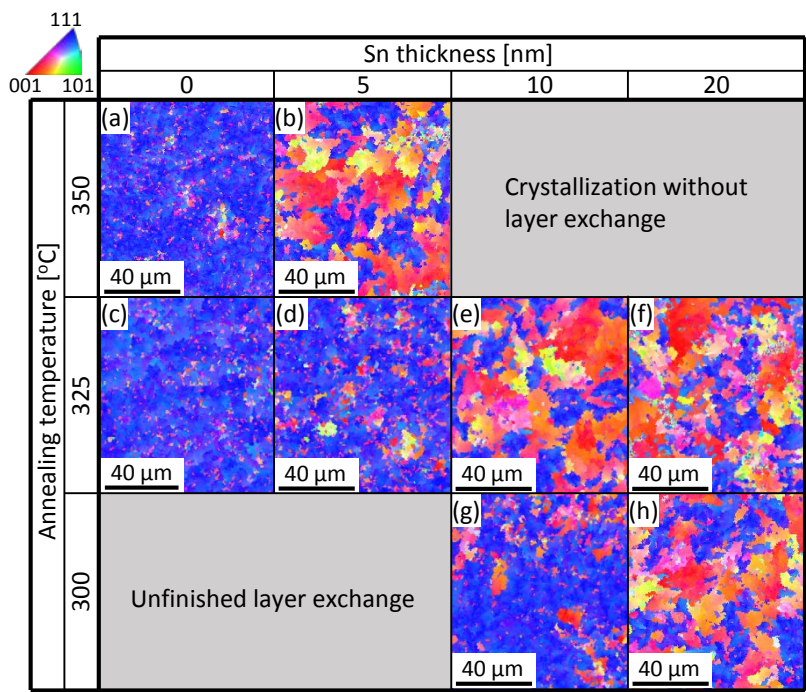 111
001 101
Sn thickness [nm]
0 5 10 20
Annealing temperature [°C]
350
(a) (b)
Crystallization without
layer exchange
40 μm 40 μm
325
(c) (d) (e) (f)
40 μm 40 μm 40 μm 40 μm
300
Unfinished layer exchange
(g) (h)
40 μm 40 μm